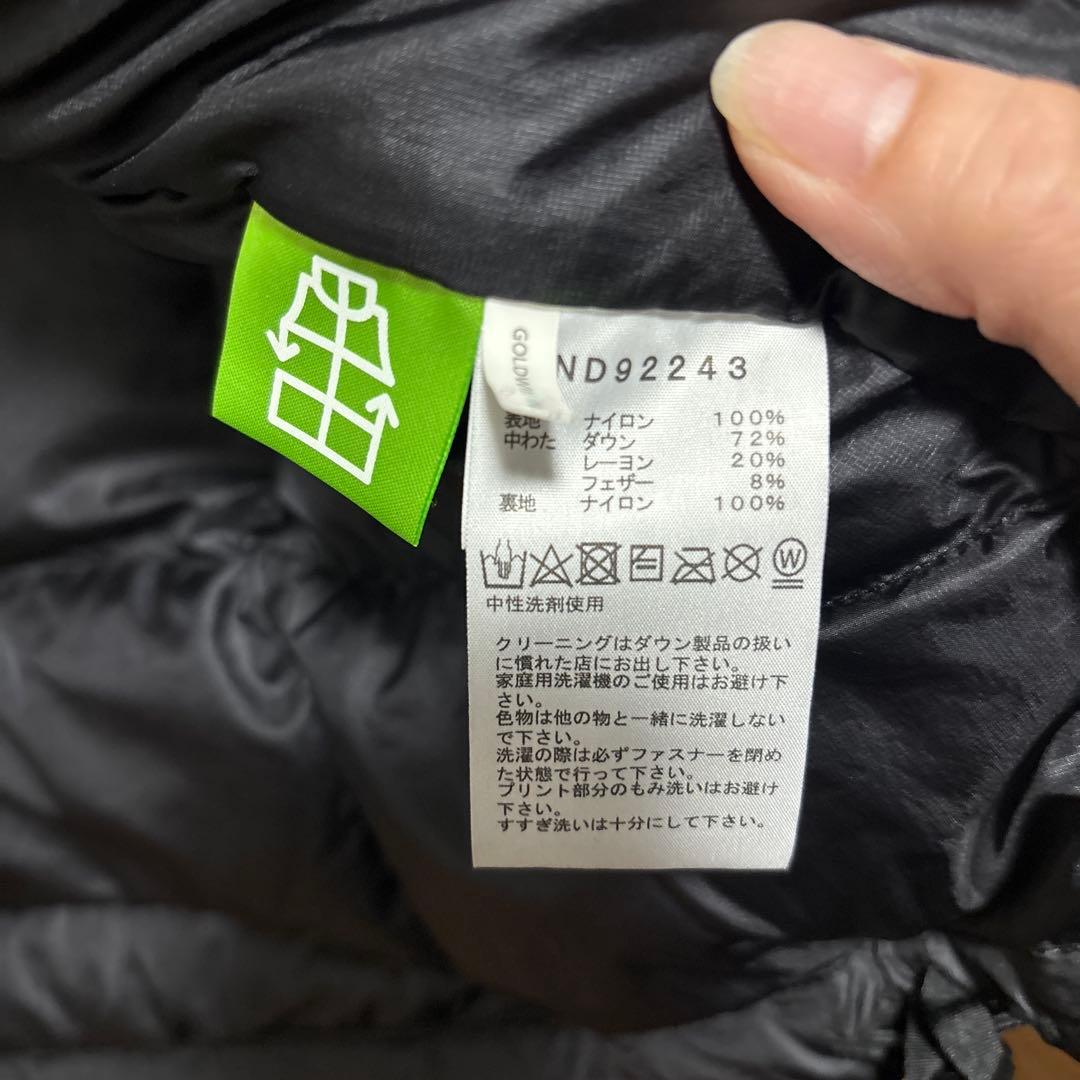 GOLDWIN
ND92243
表地 ナイロン 100%
中わた ダウン 72%
レーヨン 20%
フェザー 8%
裏地 ナイロン 100%
W
中性洗剤使用
クリーニングはダウン製品の扱い
に慣れた店にお出し下さい。
家庭用洗濯機のご使用はお避け下
さい。
色物は他の物と一緒に洗濯しない
で下さい。
洗濯の際は必ずファスナーを閉め
た状態で行って下さい。
プリント部分のもみ洗いはお避け
下さい。
すすぎ洗いは十分にして下さい。